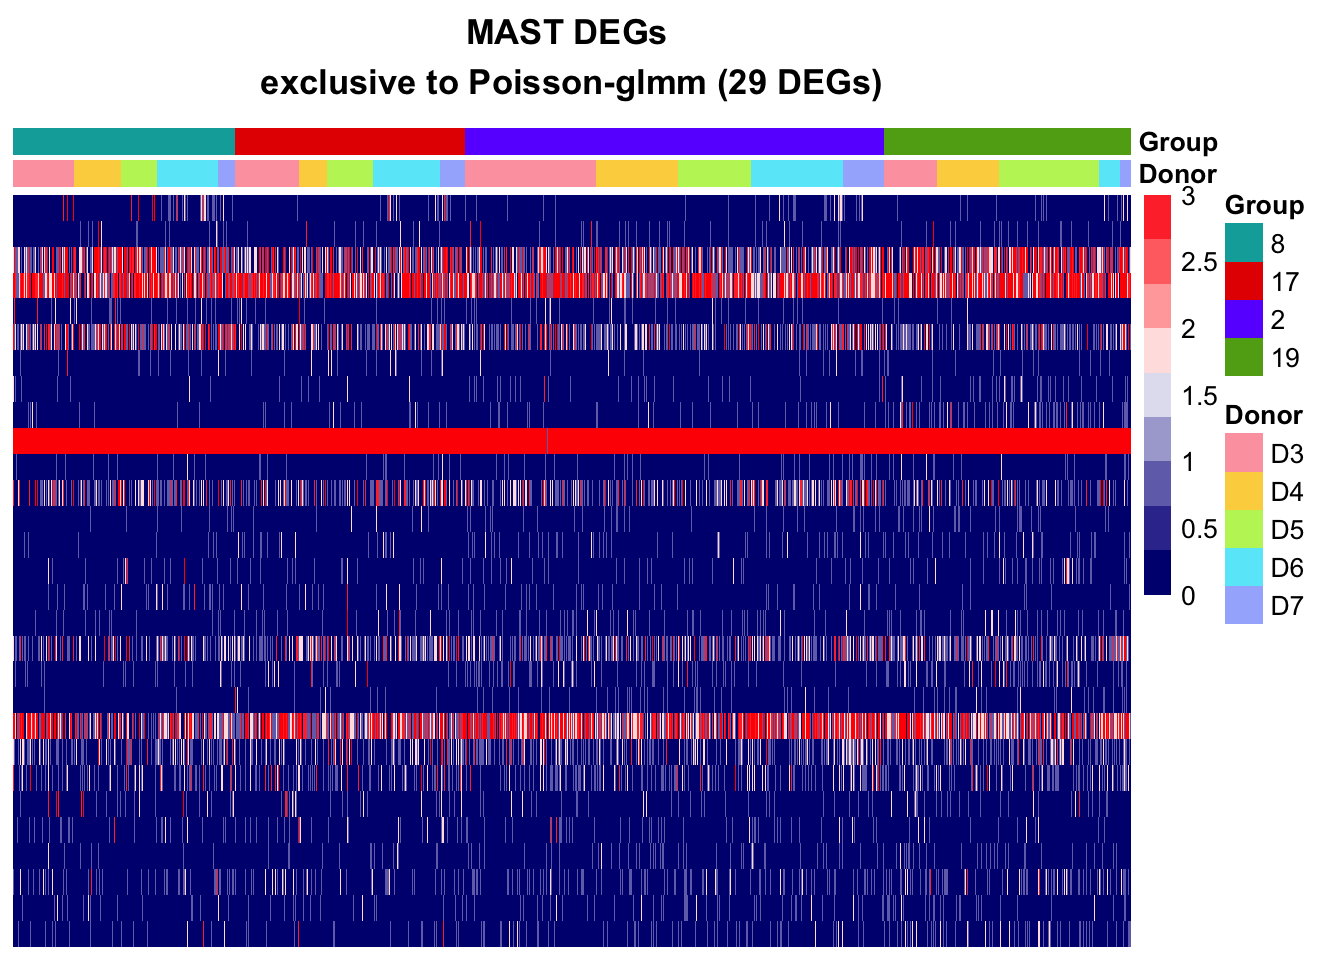 MAST DEGs
exclusive to Poisson-glmm (29 DEGs)
Group
Donor
3
2.5
2
1.5
1
0.5
0
Group
8
17
2
19
Donor
D3
D4
D5
D6
D7